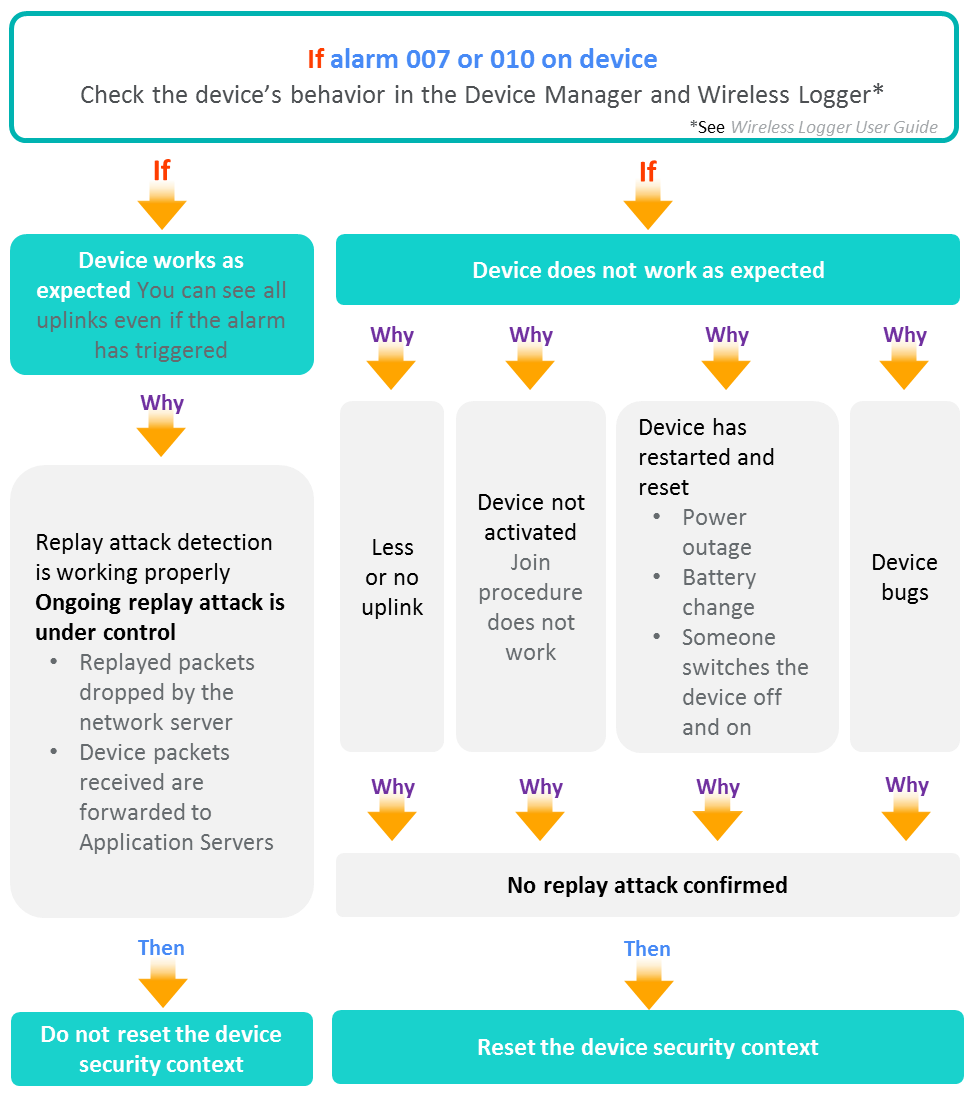 If alarm 007 or 010 on device
Check the device’s behavior in the Device Manager and Wireless Logger*
*See Wireless Logger User Guide
If
Device works as
expected You can see all
uplinks even if the alarm
has triggered
Why
Replay attack detection
is working properly
Ongoing replay attack is
under control
• Replayed packets
dropped by the
network server
• Device packets
received are
forwarded to
Application Servers
Then
Do not reset the device
security context
If
Device does not work as expected
Why
Why
Why
Why
Less
or no
uplink
Device not
activated
Join
procedure
does not
work
Device has
restarted and
reset
• Power
outage
• Battery
change
• Someone
switches the
device off
and on
Device
bugs
Why
Why
Why
Why
No replay attack confirmed
Then
Reset the device security context